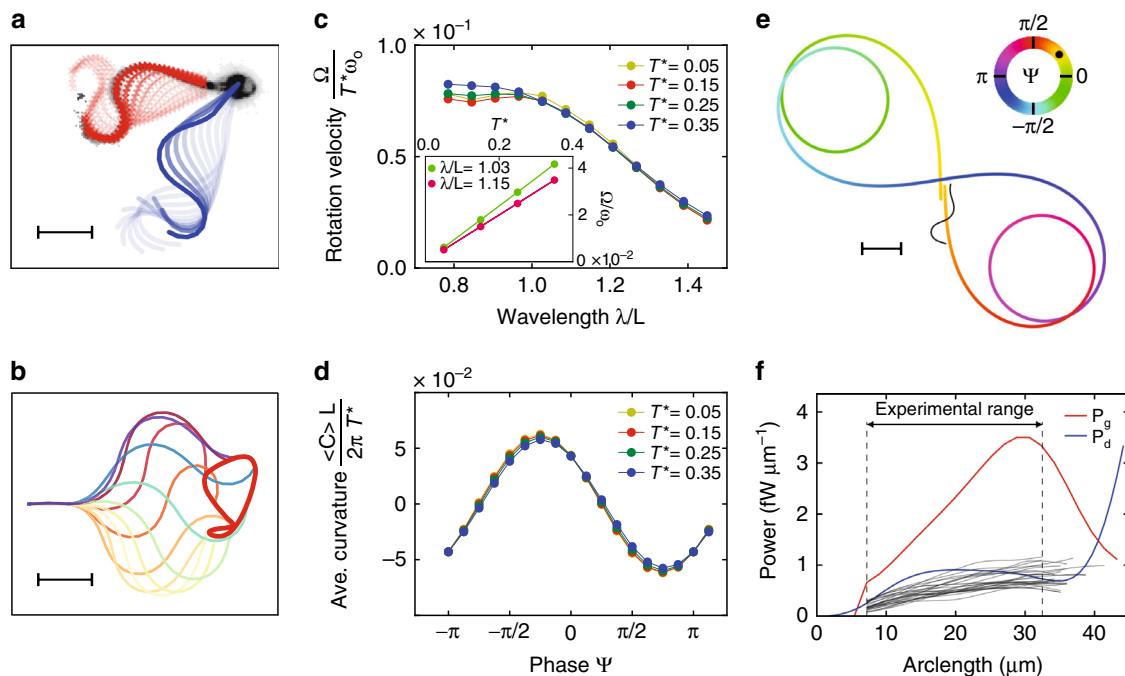 a
b
c
× 10⁻¹
1.0
0.5
0.0
Rotation velocity Ω / T*ωₒ
T* = 0.05
T* = 0.15
T* = 0.25
T* = 0.35
T*
0.0 0.2 0.4
λ/L= 1.03
λ/L= 1.15
4
2
0 ×10⁻²
Ω/ωₒ
0.8 1.0 1.2 1.4
Wavelength λ/L
d
× 10⁻²
5
0
−5
Ave. curvature <C> L / 2π T*
T* = 0.05
T* = 0.15
T* = 0.25
T* = 0.35
−π −π/2 0 π/2 π
Phase Ψ
e
π/2
π Ψ 0
−π/2
f
4
3
2
1
0
Power (fW μm⁻¹)
Experimental range
P_g
P_d
0 10 20 30 40
Arclength (μm)